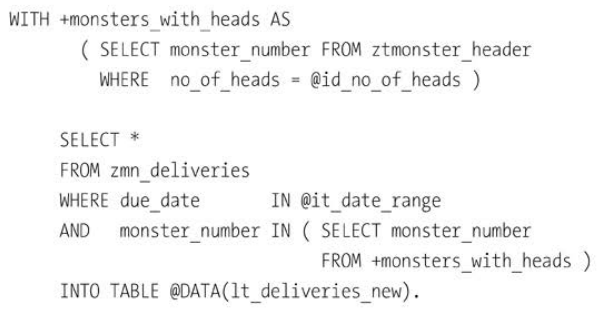 WITH +monsters_with_heads AS
( SELECT monster_number FROM ztmonster_header
WHERE no_of_heads = @id_no_of_heads )
SELECT *
FROM zmn_deliveries
WHERE due_date IN @it_date_range
AND monster_number IN ( SELECT monster_number
FROM +monsters_with_heads )
INTO TABLE @DATA(lt_deliveries_new).